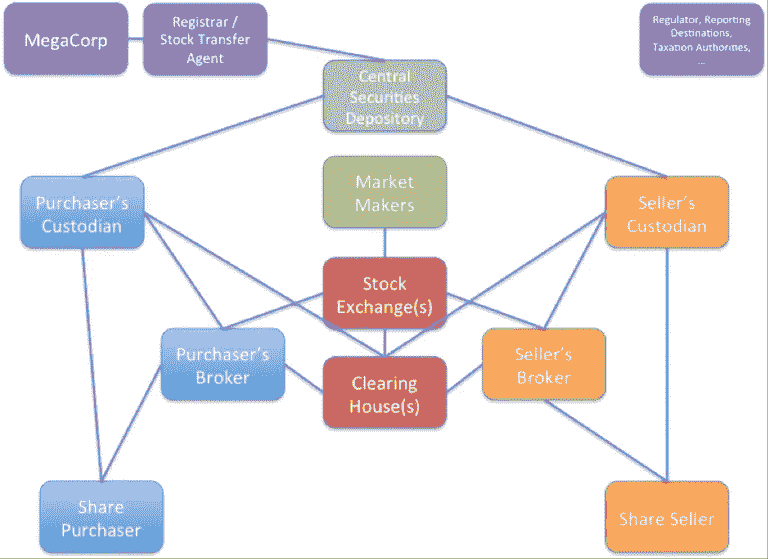 MegaCorp
Registrar /
Stock Transfer
Agent
Regulator, Reporting
Destinations,
Taxation Authorities,
...
Central
Securities
Depository
Purchaser's
Custodian
Market
Makers
Seller's
Custodian
Stock
Exchange(s)
Purchaser's
Broker
Seller's
Broker
Clearing
House(s)
Share
Purchaser
Share Seller